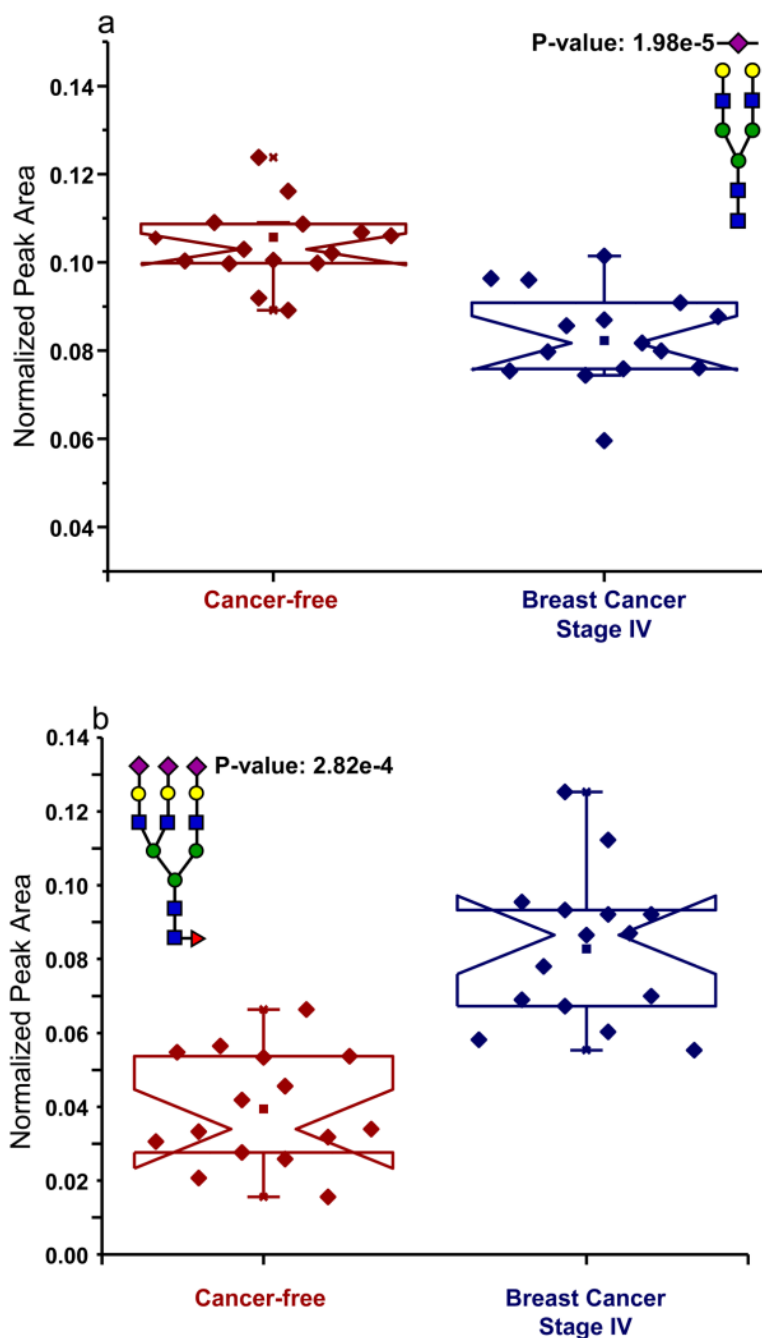 a
P-value: 1.98e-5
Normalized Peak Area
0.14
0.12
0.10
0.08
0.06
0.04
Cancer-free
Breast Cancer
Stage IV
b
P-value: 2.82e-4
Normalized Peak Area
0.14
0.12
0.10
0.08
0.06
0.04
0.02
0.00
Cancer-free
Breast Cancer
Stage IV